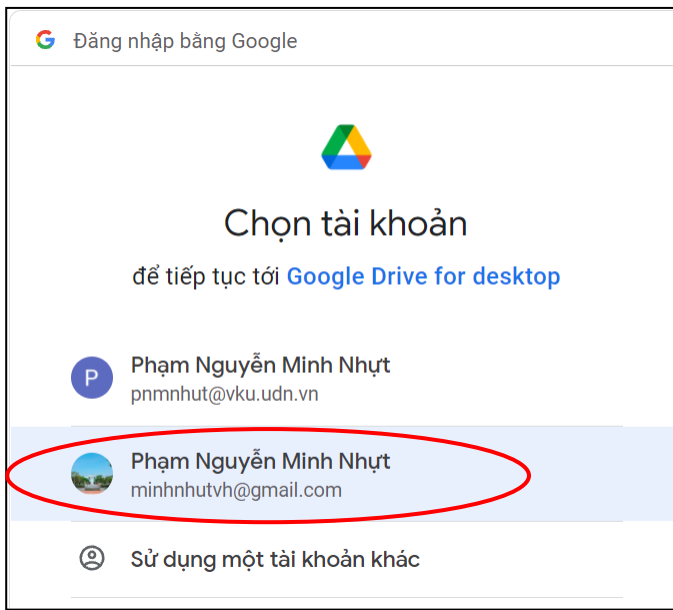 Đăng nhập bằng Google
Chọn tài khoản
để tiếp tục tới Google Drive for desktop
P
Phạm Nguyễn Minh Nhựt
pnmnhut@vku.udn.vn
Phạm Nguyễn Minh Nhựt
minhnhutvh@gmail.com
Sử dụng một tài khoản khác